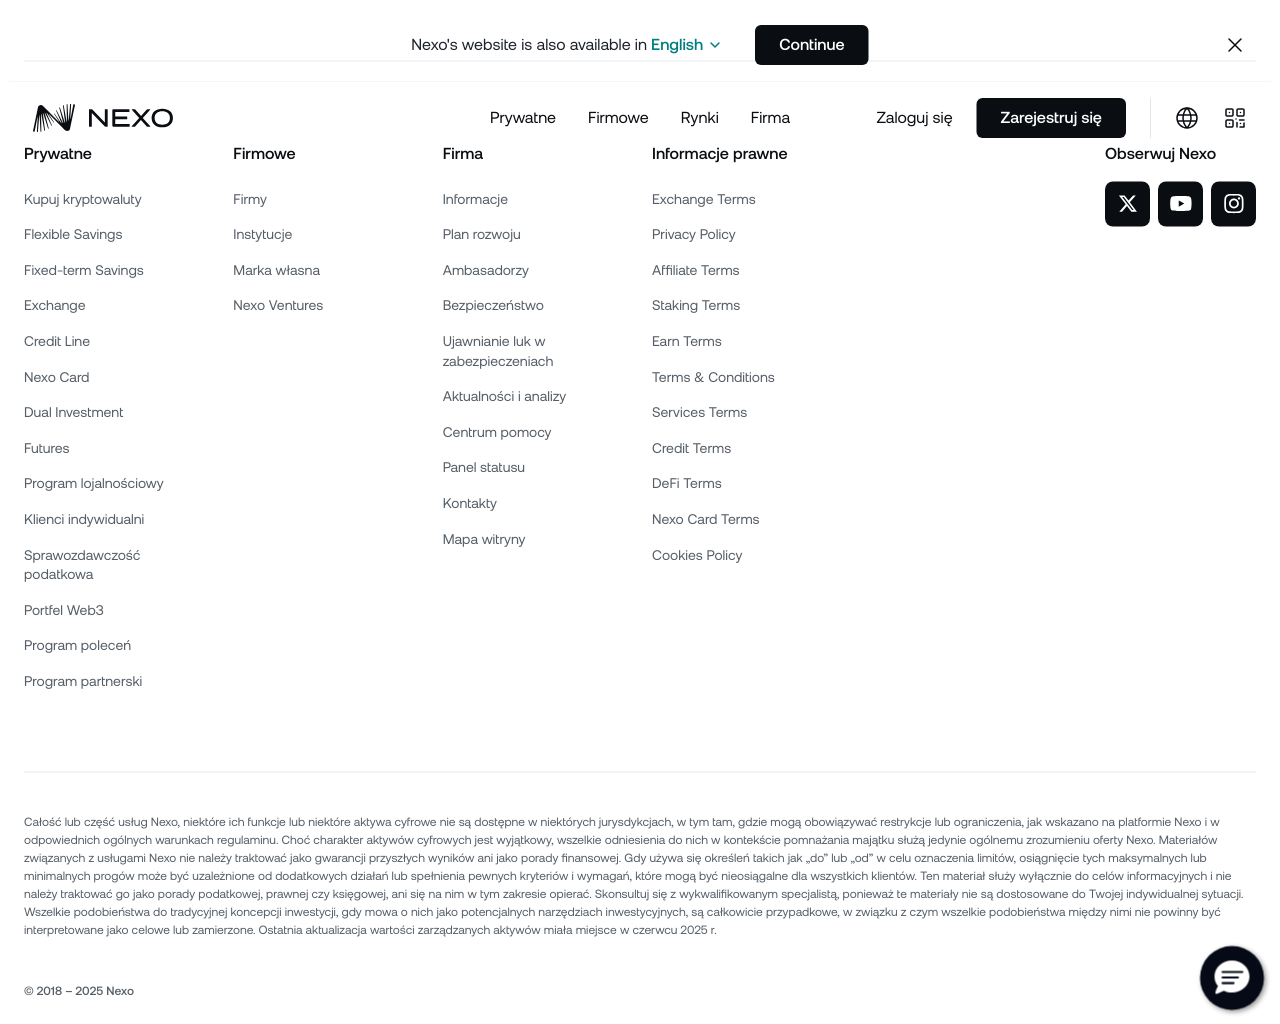 Nexo's website is also available in English
Continue
NEXO
Prywatne
Firmowe
Rynki
Firma
Zaloguj się
Zarejestruj się
Prywatne
Kupuj kryptowaluty
Flexible Savings
Fixed-term Savings
Exchange
Credit Line
Nexo Card
Dual Investment
Futures
Program lojalnościowy
Klienci indywidualni
Sprawozdawczość
podatkowa
Portfel Web3
Program poleceń
Program partnerski
Firmowe
Firmy
Instytucje
Marka własna
Nexo Ventures
Firma
Informacje
Plan rozwoju
Ambasadorzy
Bezpieczeństwo
Ujawnianie luk w
zabezpieczeniach
Aktualności i analizy
Centrum pomocy
Panel statusu
Kontakty
Mapa witryny
Informacje prawne
Exchange Terms
Privacy Policy
Affiliate Terms
Staking Terms
Earn Terms
Terms & Conditions
Services Terms
Credit Terms
DeFi Terms
Nexo Card Terms
Cookies Policy
Obserwuj Nexo
Całość lub część usług Nexo, niektóre ich funkcje lub niektóre aktywa cyfrowe nie są dostępne w niektórych jurysdykcjach, w tym tam, gdzie mogą obowiązywać restrykcje lub ograniczenia, jak wskazano na platformie Nexo i w
odpowiednich ogólnych warunkach regulaminu. Choć charakter aktywów cyfrowych jest wyjątkowy, wszelkie odniesienia do nich w kontekście pomnażania majątku służą jedynie ogólnemu zrozumieniu oferty Nexo. Materiałów
związanych z usługami Nexo nie należy traktować jako gwarancji przyszłych wyników ani jako porady finansowej. Gdy używa się określeń takich jak „do” lub „od” w celu oznaczenia limitów, osiągnięcie tych maksymalnych lub
minimalnych progów może być uzależnione od dodatkowych działań lub spełnienia pewnych kryteriów i wymagań, które mogą być nieosiągalne dla wszystkich klientów. Ten materiał służy wyłącznie do celów informacyjnych i nie
należy traktować go jako porady podatkowej, prawnej czy księgowej, ani się na nim w tym zakresie opierać. Skonsultuj się z wykwalifikowanym specjalistą, ponieważ te materiały nie są dostosowane do Twojej indywidualnej sytuacji.
Wszelkie podobieństwa do tradycyjnej koncepcji inwestycji, gdy mowa o nich jako potencjalnych narzędziach inwestycyjnych, są całkowicie przypadkowe, w związku z czym wszelkie podobieństwa między nimi nie powinny być
interpretowane jako celowe lub zamierzone. Ostatnia aktualizacja wartości zarządzanych aktywów miała miejsce w czerwcu 2025 r.
© 2018 – 2025 Nexo